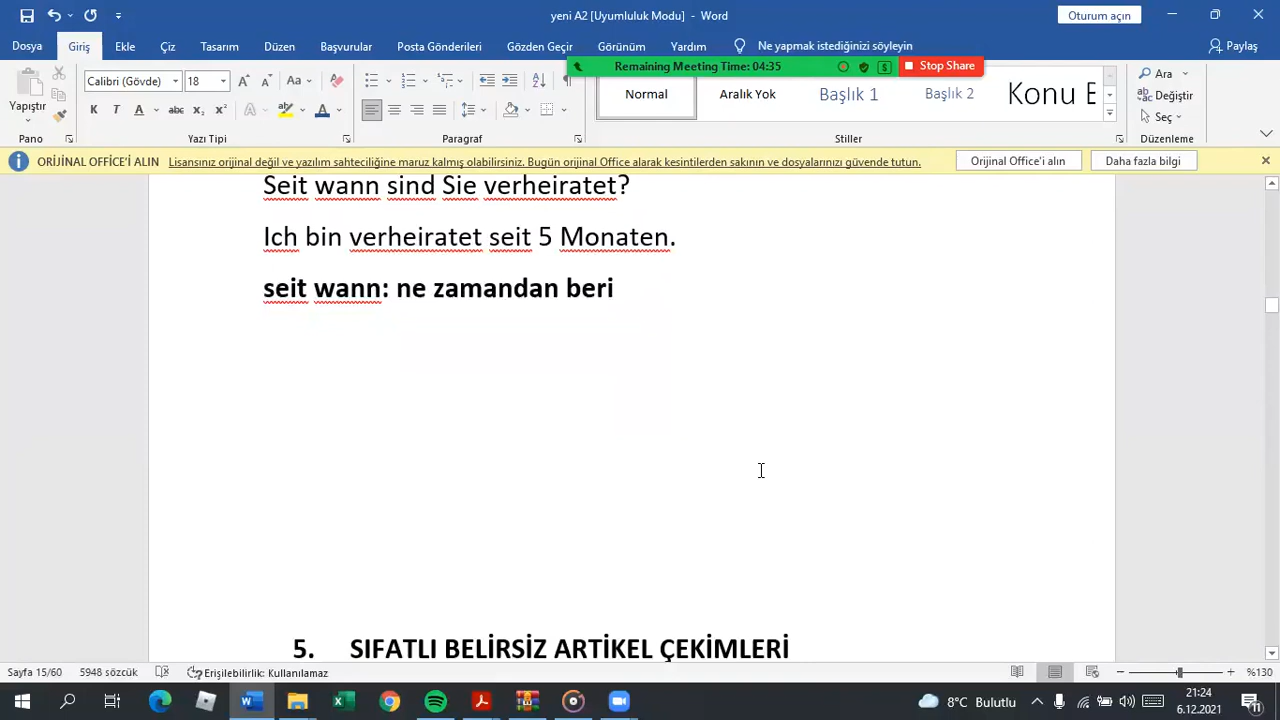 yeni A2 [Uyumluluk Modu] - Word
Oturum açın
Dosya Giriş Ekle Çiz Tasarım Düzen Başvurular Posta Gönderileri Gözden Geçir Görünüm Yardım Ne yapmak istediğinizi söyleyin Paylaş
Remaining Meeting Time: 04:35 Stop Share
Yapıştır
Calibri (Gövde) 18
Normal Aralık Yok Başlık 1 Başlık 2 Konu E
Ara
Değiştir
Seç
Pano Yazı Tipi Paragraf Stiller Düzenleme
ORİJİNAL OFFICE'İ ALIN Lisansınız orijinal değil ve yazılım sahteciliğine maruz kalmış olabilirsiniz. Bugün orijinal Office alarak kesintilerden sakının ve dosyalarınızı güvende tutun. Orijinal Office'i alın Daha fazla bilgi
Seit wann sind Sie verheiratet?
Ich bin verheiratet seit 5 Monaten.
seit wann: ne zamandan beri
5. SIFATLI BELİRSİZ ARTİKEL ÇEKİMLERİ
Sayfa 15/60 5948 sözcük Erişilebilirlik: Kullanılamaz %130
8°C Bulutlu
21:24
6.12.2021
11